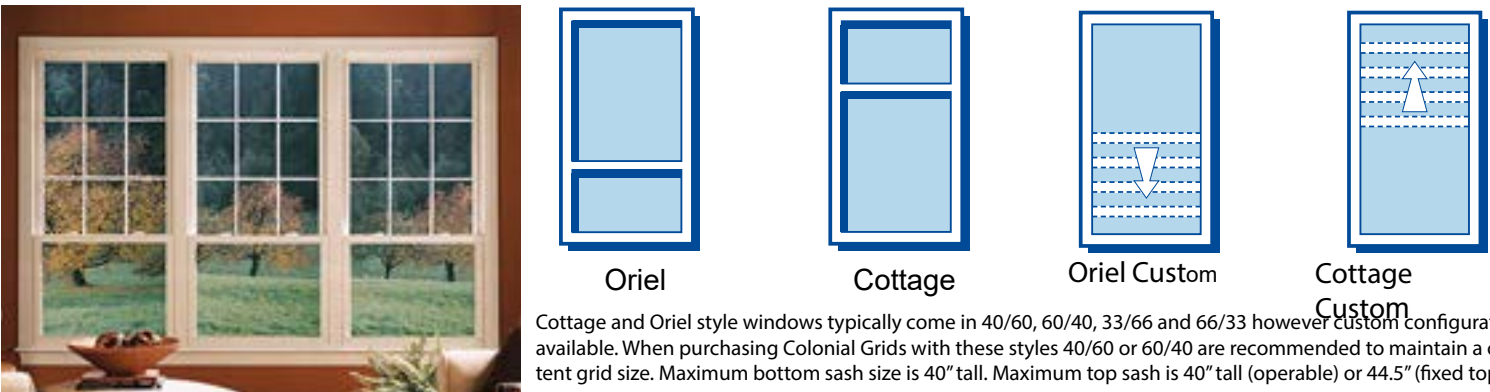 Oriel
Cottage
Oriel Custom
Cottage
Custom
Cottage and Oriel style windows typically come in 40/60, 60/40, 33/66 and 66/33 however custom
available. When purchasing Colonial Grids with these styles 40/60 or 60/40 are recommended to maintain a
tent grid size. Maximum bottom sash size is 40” tall. Maximum top sash is 40” tall (operable) or 44.5” (fixed